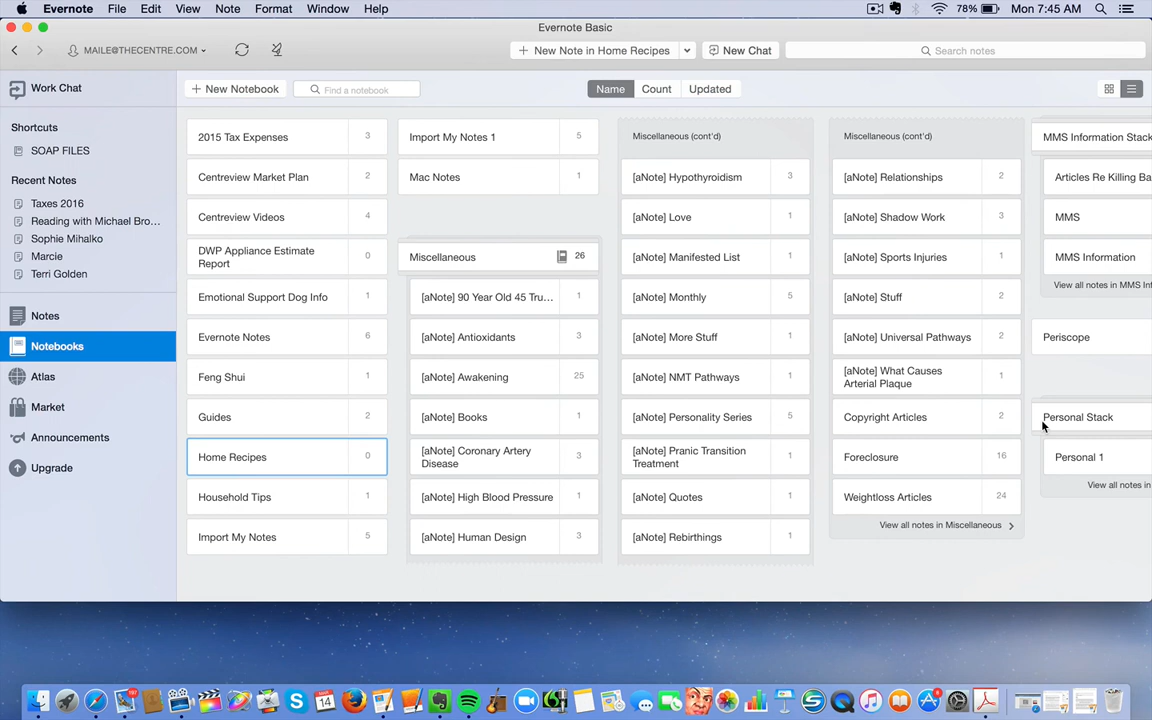 Evernote File Edit View Note Format Window Help 78% Mon 7:45 AM
Evernote Basic
MAILE@THECENTRE.COM + New Note in Home Recipes New Chat Search notes
Work Chat
+ New Notebook Find a notebook Name Count Updated
Shortcuts
SOAP FILES
Recent Notes
Taxes 2016
Reading with Michael Bro...
Sophie Mihalko
Marcie
Terri Golden
Notes
Notebooks
Atlas
Market
Announcements
Upgrade
2015 Tax Expenses 3
Centreview Market Plan 2
Centreview Videos 4
DWP Appliance Estimate
Report 0
Emotional Support Dog Info 1
Evernote Notes 6
Feng Shui 1
Guides 2
Home Recipes 0
Household Tips 1
Import My Notes 5
Import My Notes 1 5
Mac Notes 1
Miscellaneous 26
[aNote] 90 Year Old 45 Tru... 1
[aNote] Antioxidants 3
[aNote] Awakening 25
[aNote] Books 1
[aNote] Coronary Artery
Disease 3
[aNote] High Blood Pressure 1
[aNote] Human Design 3
Miscellaneous (cont'd)
[aNote] Hypothyroidism 3
[aNote] Love 1
[aNote] Manifested List 1
[aNote] Monthly 5
[aNote] More Stuff 1
[aNote] NMT Pathways 1
[aNote] Personality Series 5
[aNote] Pranic Transition
Treatment 1
[aNote] Quotes 1
[aNote] Rebirthings 1
Miscellaneous (cont'd)
[aNote] Relationships 2
[aNote] Shadow Work 3
[aNote] Sports Injuries 1
[aNote] Stuff 2
[aNote] Universal Pathways 2
[aNote] What Causes
Arterial Plaque 1
Copyright Articles 2
Foreclosure 16
Weightloss Articles 24
View all notes in Miscellaneous
MMS Information Stack
Articles Re Killing Ba
MMS
MMS Information
View all notes in MMS Inf
Periscope
Personal Stack
Personal 1
View all notes in